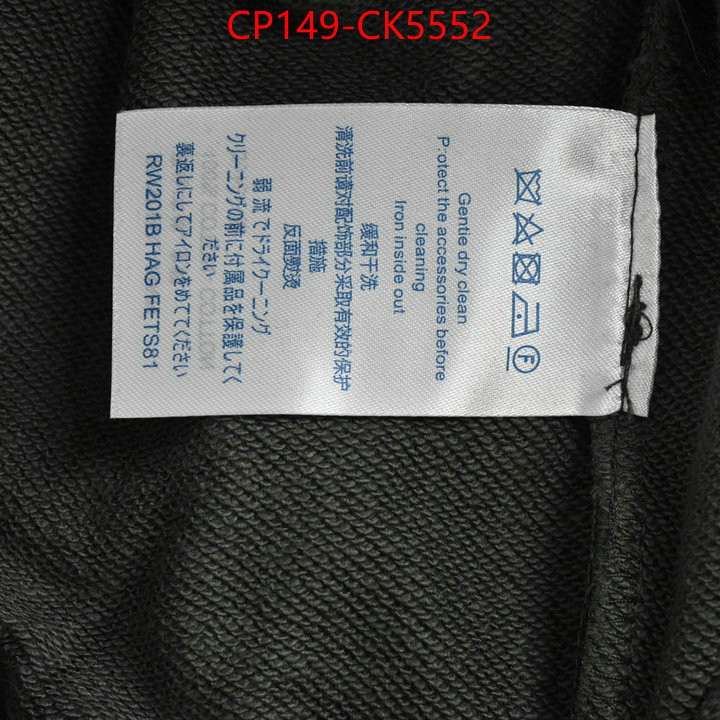 CP149-CK5552
F
Gentie dry clean
Protect the accessories before
cleaning
Iron inside out
缓和干洗
清洗前请对配饰部分采取有效的保护
措施
反面熨烫
弱流でドライクーニング
クリーニングの前に付属品を保護してく
ださい
裏返しにしてアイロンをめててください
RW201B HAG FETS81